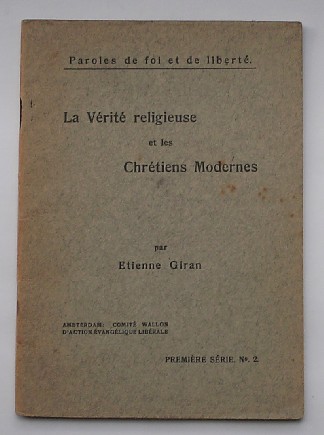 Paroles de foi et de liberté.
La Vérité religieuse
et les
Chrétiens Modernes
par
Etienne Giran
AMSTERDAM: COMITÉ WALLON
D'ACTION ÉVANGÉLIQUE LIBÉRALE
PREMIÈRE SÉRIE. No. 2.